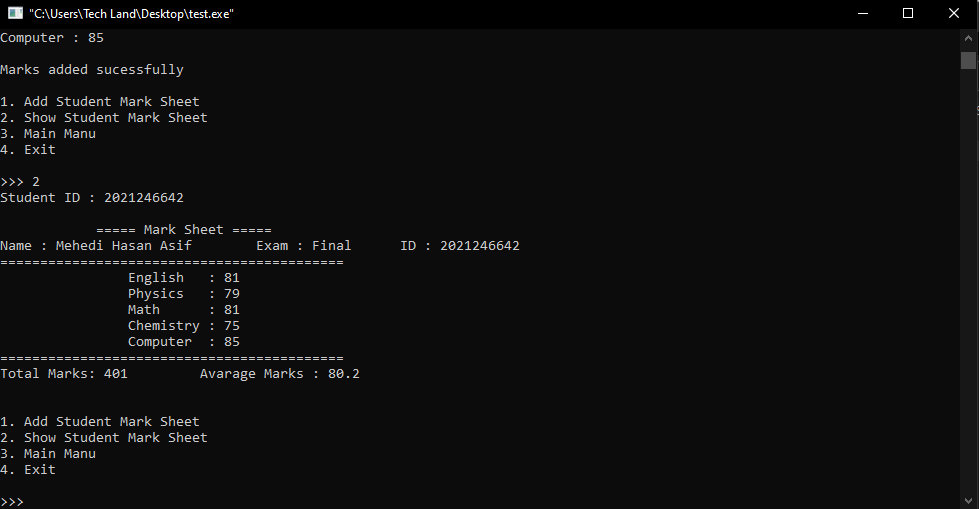 "C:\Users\Tech Land\Desktop\test.exe"
Computer : 85
Marks added sucessfully
1. Add Student Mark Sheet
2. Show Student Mark Sheet
3. Main Manu
4. Exit
>>> 2
Student ID : 2021246642
===== Mark Sheet =====
Name : Mehedi Hasan Asif        Exam : Final      ID : 2021246642
===========================================
English   : 81
Physics   : 79
Math      : 81
Chemistry : 75
Computer  : 85
===========================================
Total Marks: 401         Avarage Marks : 80.2
1. Add Student Mark Sheet
2. Show Student Mark Sheet
3. Main Manu
4. Exit
>>>